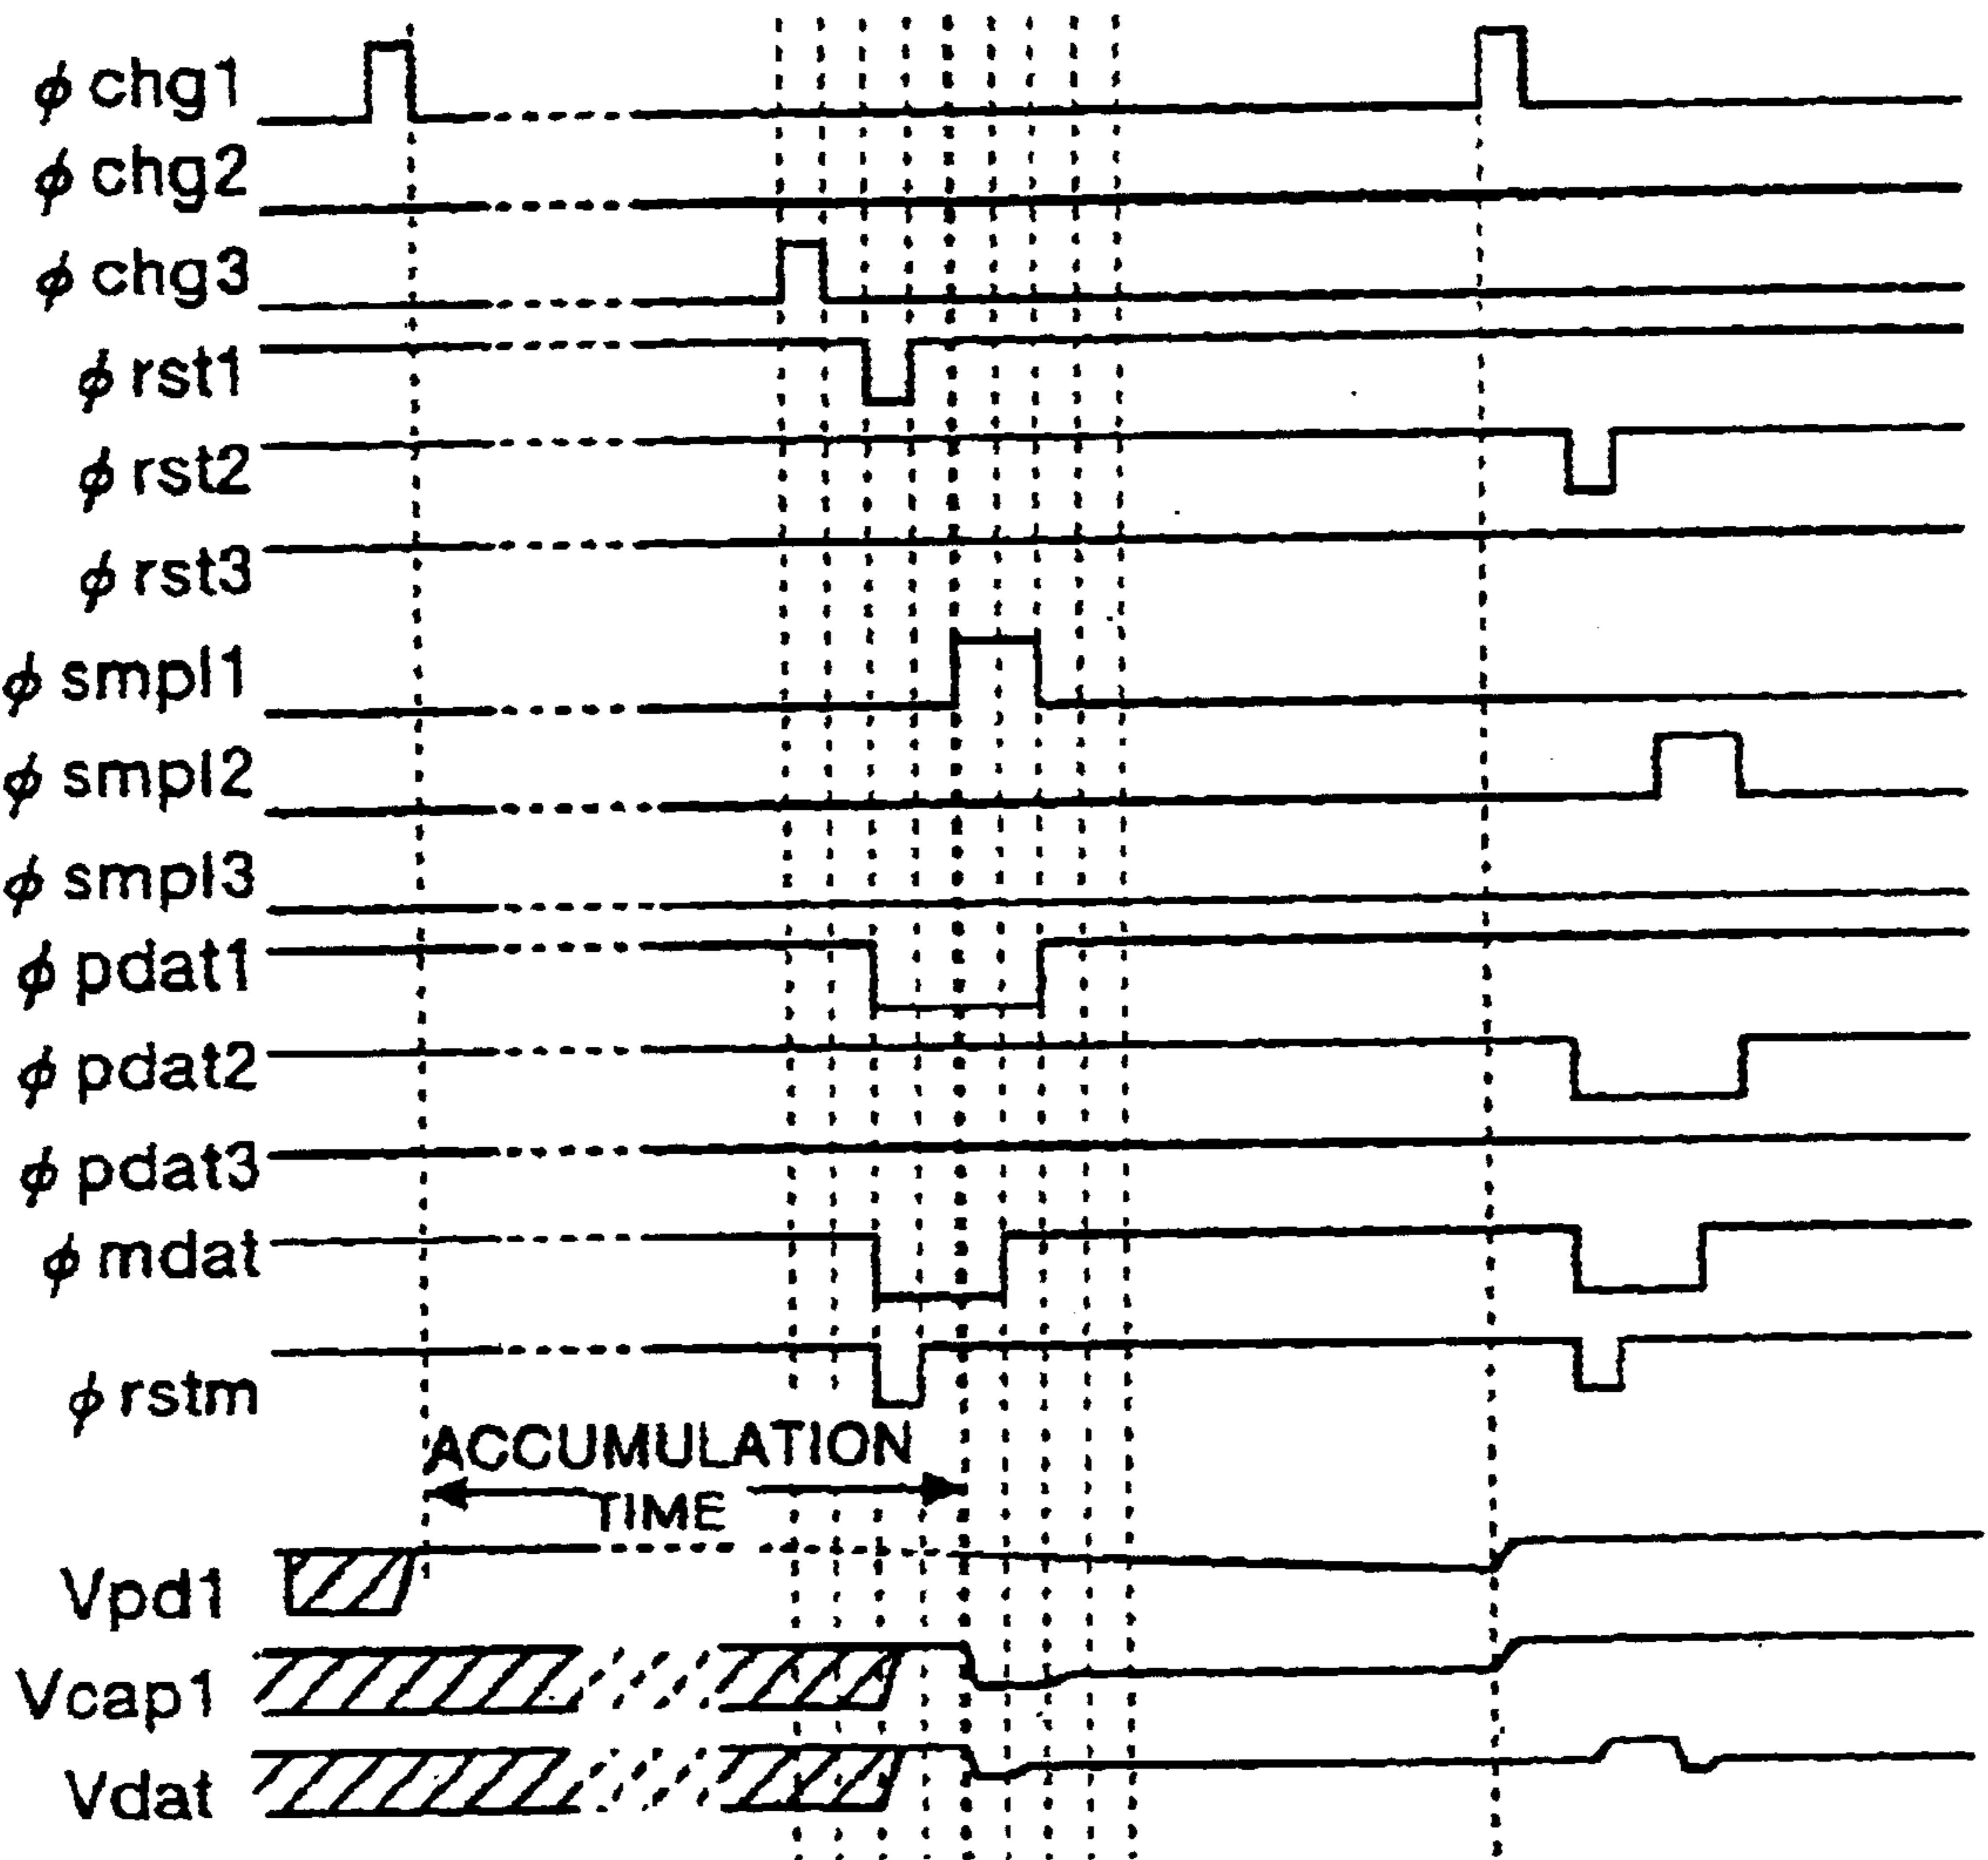 ϕ chg1
ϕ chg2
ϕ chg3
ϕ rst1
ϕ rst2
ϕ rst3
ϕ smpl1
ϕ smpl2
ϕ smpl3
ϕ pdat1
ϕ pdat2
ϕ pdat3
ϕ mdat
ϕ rstm
ACCUMULATION
TIME
Vpd1
Vcap1
Vdat